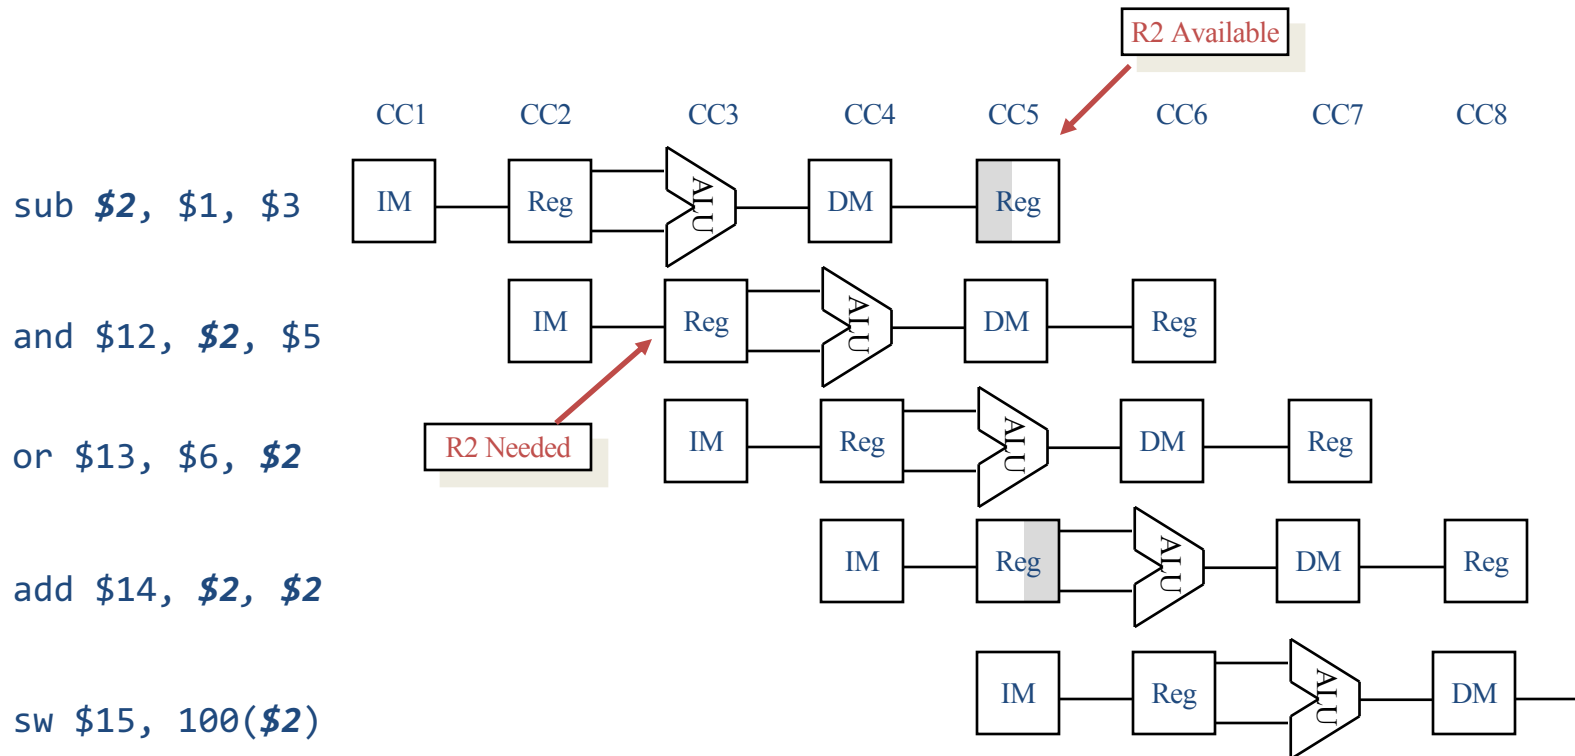 R2 Available
CC1 CC2 CC3 CC4 CC5 CC6 CC7 CC8
sub $2, $1, $3 IM Reg ALU DM Reg
and $12, $2, $5 IM Reg ALU DM Reg
R2 Needed
or $13, $6, $2 IM Reg ALU DM Reg
add $14, $2, $2 IM Reg ALU DM Reg
sw $15, 100($2) IM Reg ALU DM